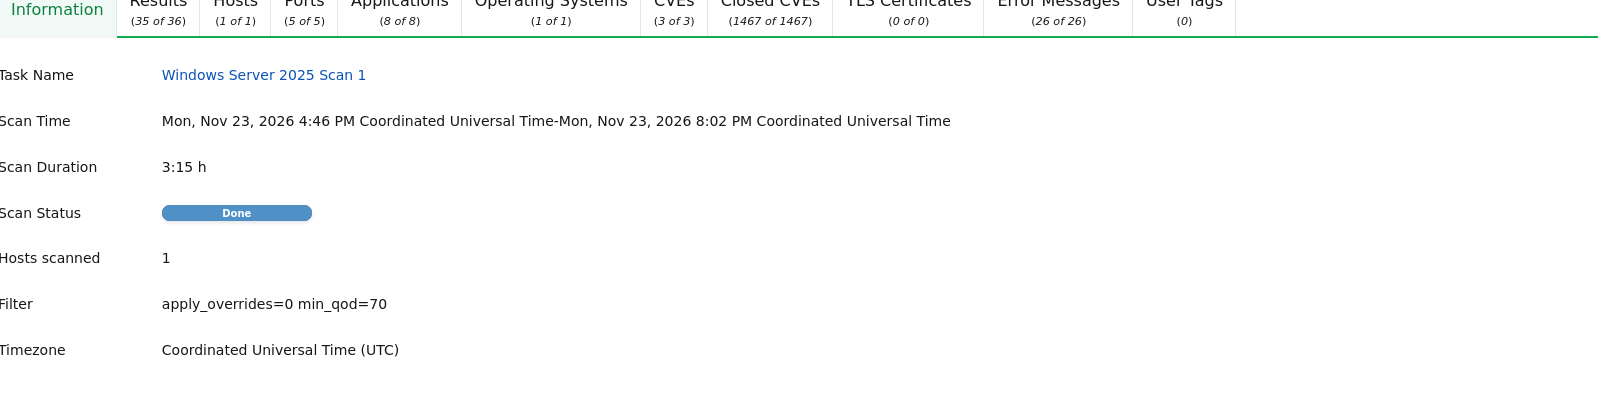 Information
Results Hosts Ports Applications Operating Systems CVEs Closed CVEs TLS Certificates Error Messages User Tags
(35 of 36) (1 of 1) (5 of 5) (8 of 8) (1 of 1) (3 of 3) (1467 of 1467) (0 of 0) (26 of 26) (0)
Task Name Windows Server 2025 Scan 1
Scan Time Mon, Nov 23, 2026 4:46 PM Coordinated Universal Time-Mon, Nov 23, 2026 8:02 PM Coordinated Universal Time
Scan Duration 3:15 h
Scan Status Done
Hosts scanned 1
Filter apply_overrides=0 min_qod=70
Timezone Coordinated Universal Time (UTC)